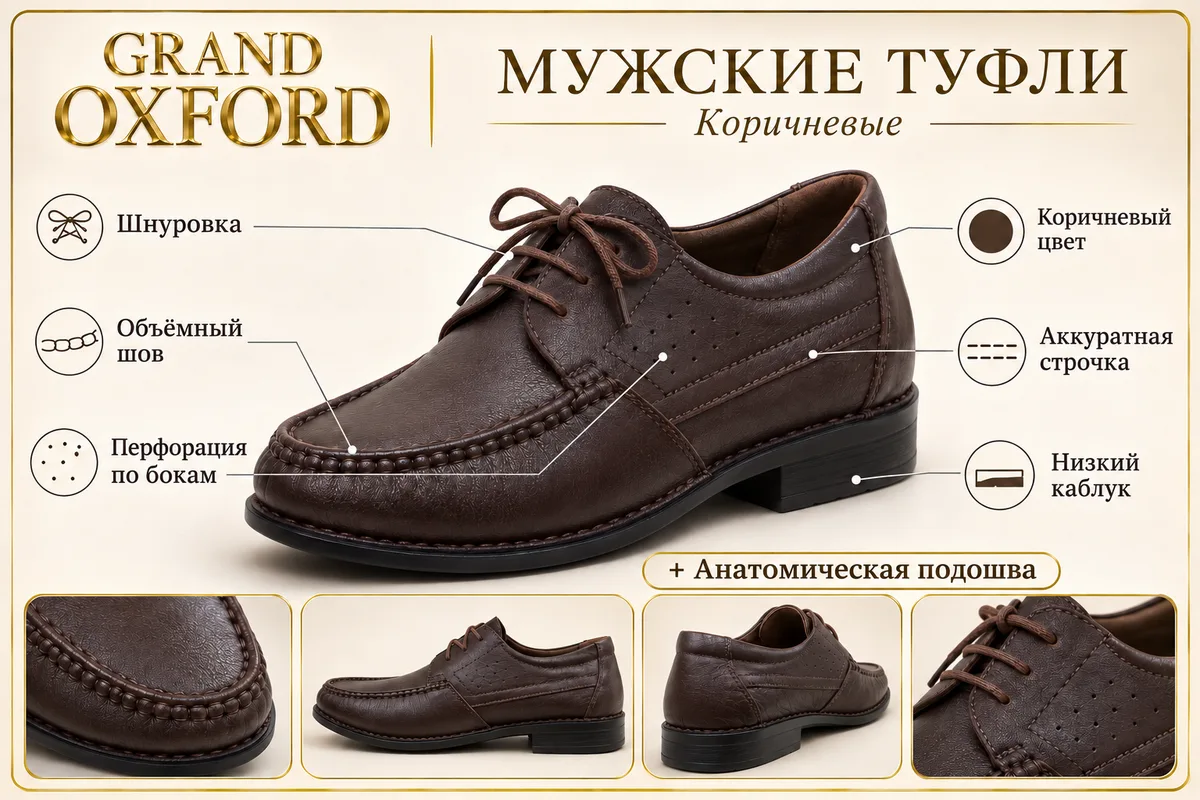 GRAND
OXFORD
МУЖСКИЕ ТУФЛИ
Коричневые
Шнуровка
Объёмный
шов
Перфорация
по бокам
Коричневый
цвет
Аккуратная
строчка
Низкий
каблук
+ Анатомическая подошва